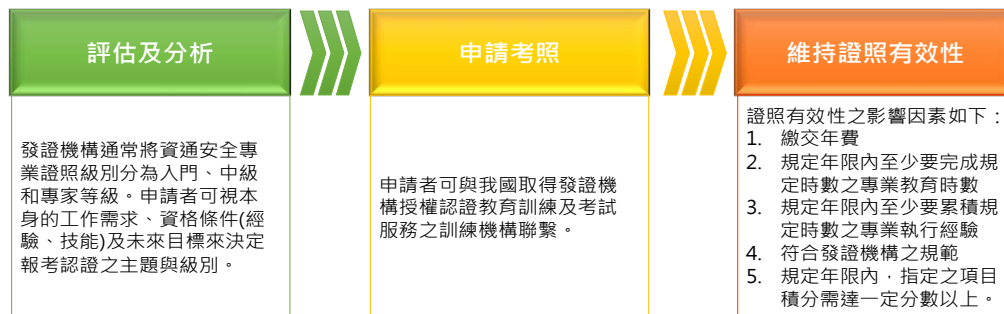 評估及分析
發證機構通常將資通安全專
業證照級別分為入門、中級
和專家等級。申請者可視本
身的工作需求、資格條件(經
驗、技能)及未來目標來決定
報考認證之主題與級別。
申請考照
申請者可與我國取得發證機
構授權認證教育訓練及考試
服務之訓練機構聯繫。
維持證照有效性
證照有效性之影響因素如下：
1. 繳交年費
2. 規定年限內至少要完成規
定時數之專業教育時數
3. 規定年限內至少要累積規
定時數之專業執行經驗
4. 符合發證機構之規範
5. 規定年限內，指定之項目
積分需達一定分數以上。